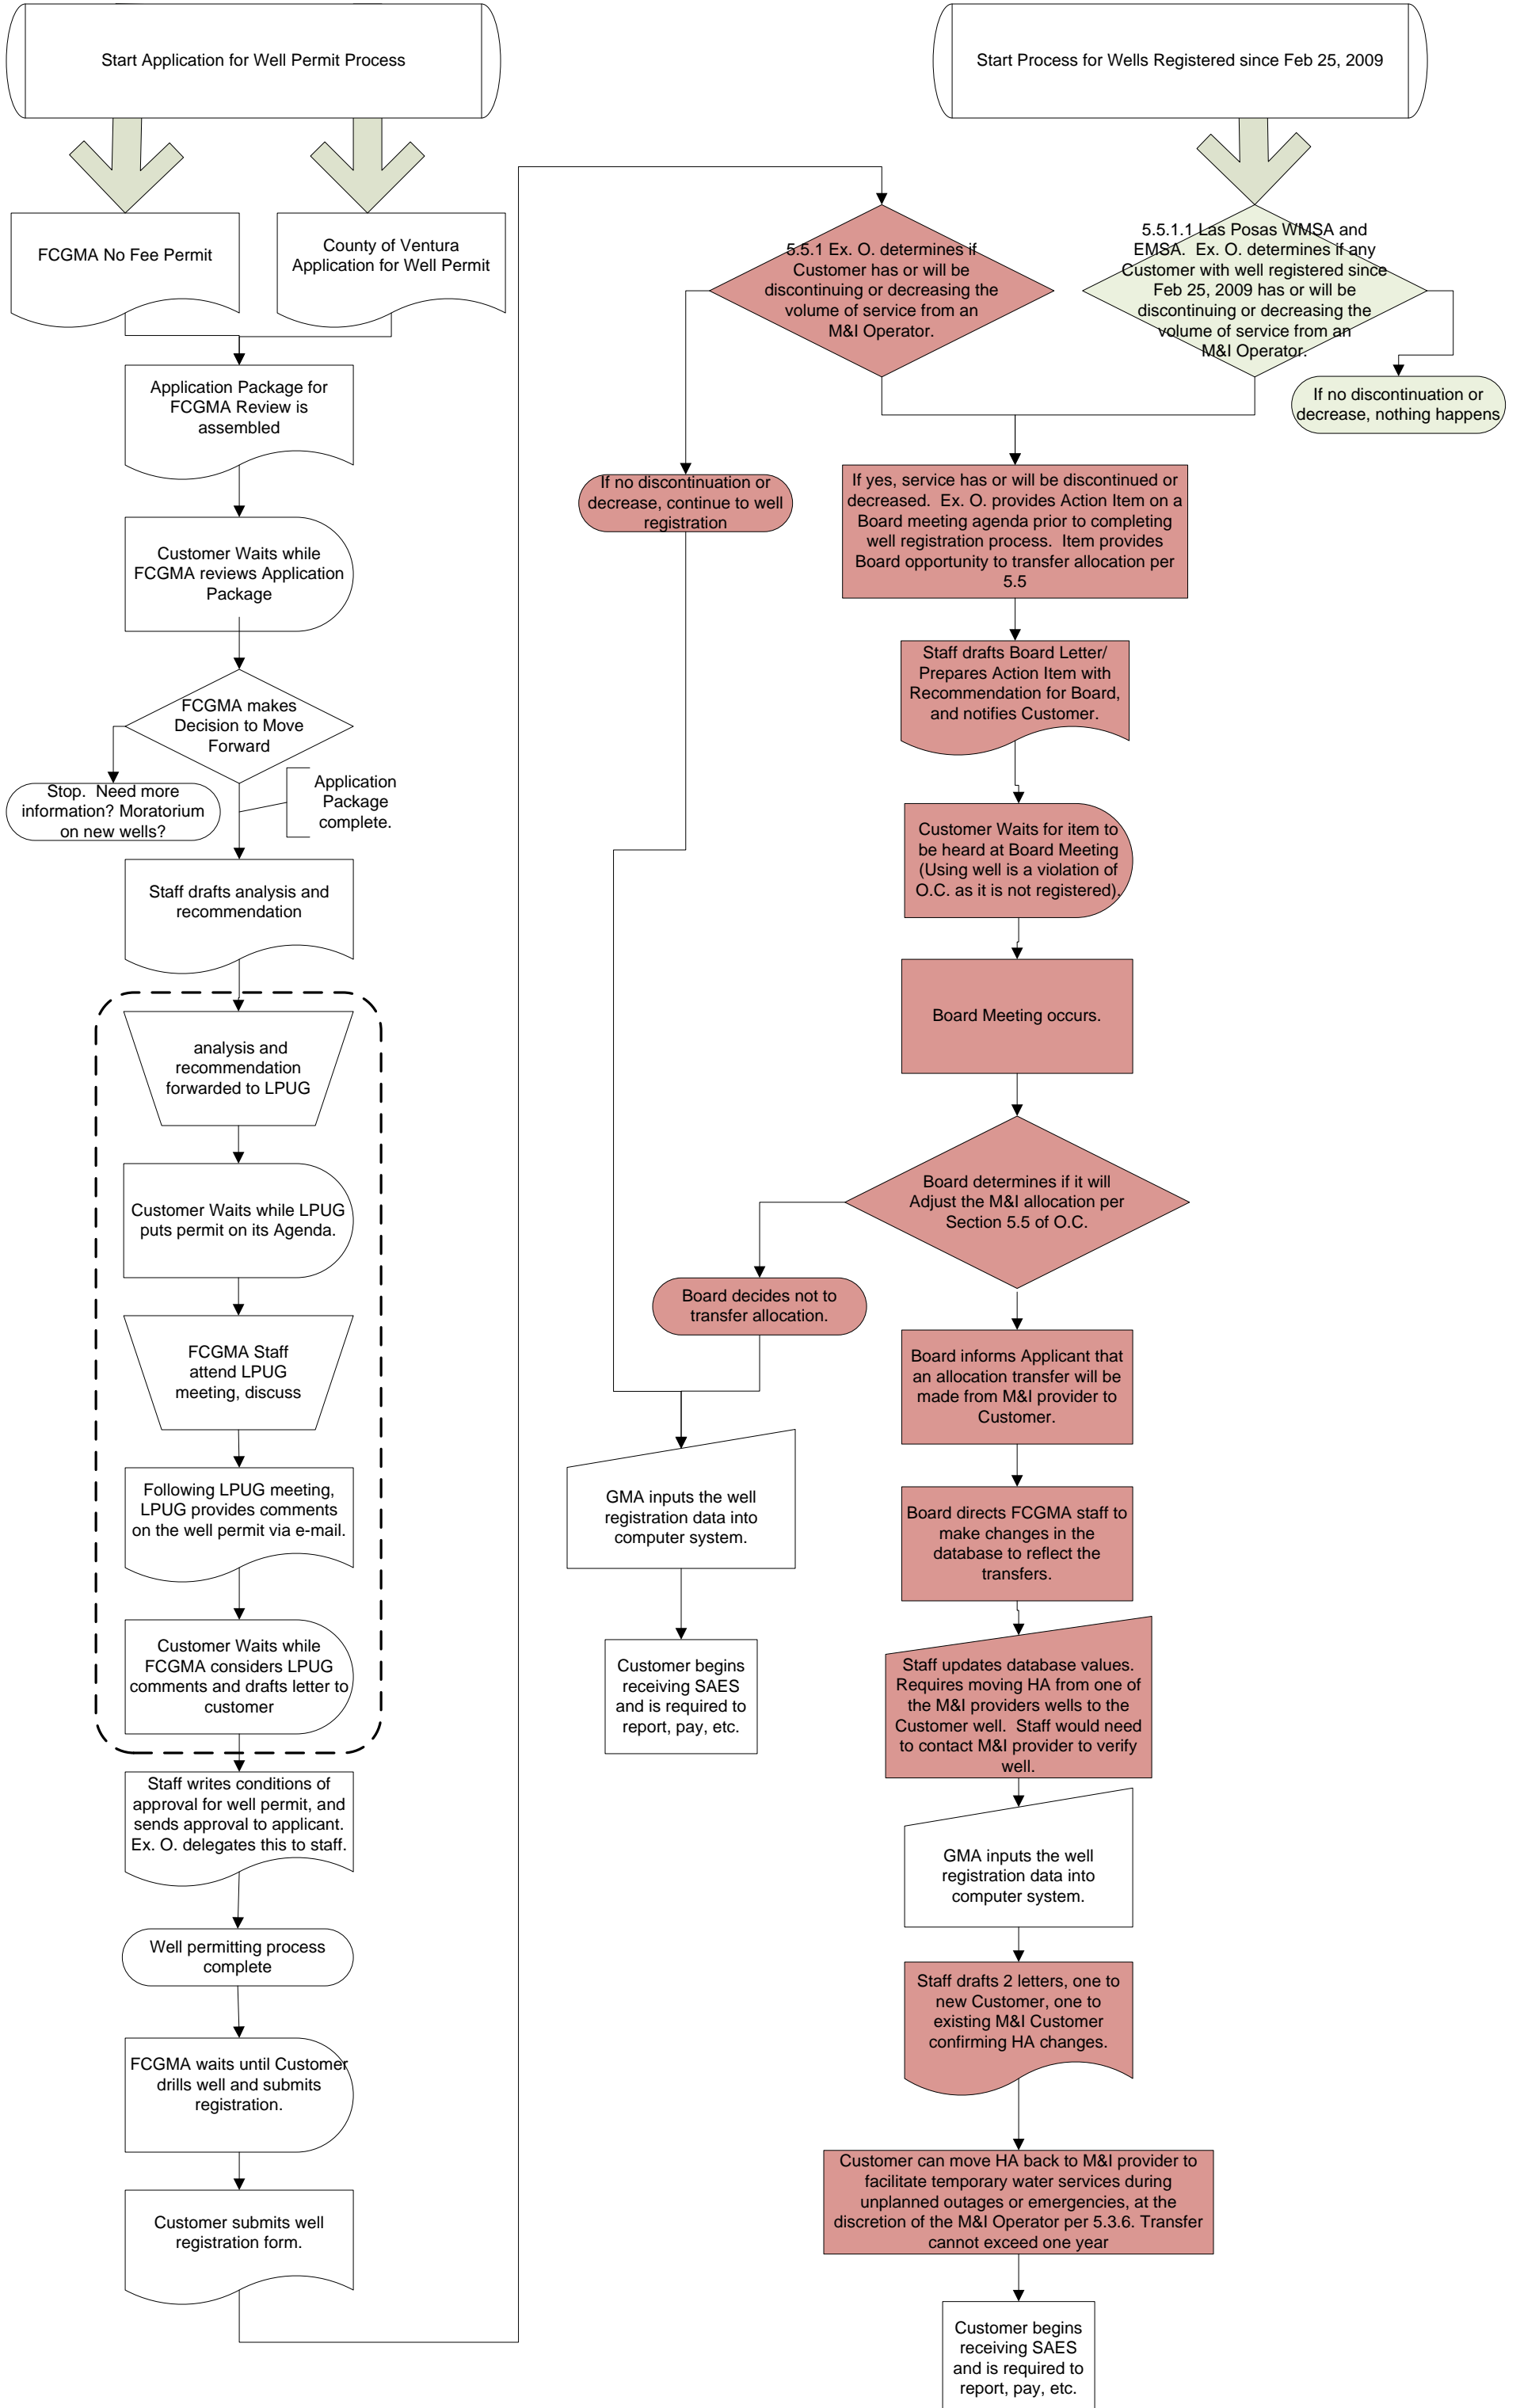 Start Application for Well Permit Process
Start Process for Wells Registered since Feb 25, 2009
FCGMA No Fee Permit
County of Ventura
Application for Well Permit
Application Package for
FCGMA Review is
assembled
Customer Waits while
FCGMA reviews Application
Package
FCGMA makes
Decision to Move
Forward
Stop.  Need more
information? Moratorium
on new wells?
Application
Package
complete.
Staff drafts analysis and
recommendation
analysis and
recommendation
forwarded to LPUG
Customer Waits while LPUG
puts permit on its Agenda.
FCGMA Staff
attend LPUG
meeting, discuss
Following LPUG meeting,
LPUG provides comments
on the well permit via e-mail.
Customer Waits while
FCGMA considers LPUG
comments and drafts letter to
customer
Staff writes conditions of
approval for well permit, and
sends approval to applicant.
Ex. O. delegates this to staff.
Well permitting process
complete
FCGMA waits until Customer
drills well and submits
registration.
Customer submits well
registration form.
5.5.1 Ex. O. determines if
Customer has or will be
discontinuing or decreasing the
volume of service from an
M&I Operator.
5.5.1.1 Las Posas WMSA and
EMSA.  Ex. O. determines if any
Customer with well registered since
Feb 25, 2009 has or will be
discontinuing or decreasing the
volume of service from an
M&I Operator.
If no discontinuation or
decrease, nothing happens
If no discontinuation or
decrease, continue to well
registration
If yes, service has or will be discontinued or
decreased.  Ex. O. provides Action Item on a
Board meeting agenda prior to completing
well registration process.  Item provides
Board opportunity to transfer allocation per
5.5
Staff drafts Board Letter/
Prepares Action Item with
Recommendation for Board,
and notifies Customer.
Customer Waits for item to
be heard at Board Meeting
(Using well is a violation of
O.C. as it is not registered).
Board Meeting occurs.
Board determines if it will
Adjust the M&I allocation per
Section 5.5 of O.C.
Board decides not to
transfer allocation.
GMA inputs the well
registration data into
computer system.
Customer begins
receiving SAES
and is required to
report, pay, etc.
Board informs Applicant that
an allocation transfer will be
made from M&I provider to
Customer.
Board directs FCGMA staff to
make changes in the
database to reflect the
transfers.
Staff updates database values.
Requires moving HA from one of
the M&I providers wells to the
Customer well.  Staff would need
to contact M&I provider to verify
well.
GMA inputs the well
registration data into
computer system.
Staff drafts 2 letters, one to
new Customer, one to
existing M&I Customer
confirming HA changes.
Customer can move HA back to M&I provider to
facilitate temporary water services during
unplanned outages or emergencies, at the
discretion of the M&I Operator per 5.3.6. Transfer
cannot exceed one year
Customer begins
receiving SAES
and is required to
report, pay, etc.